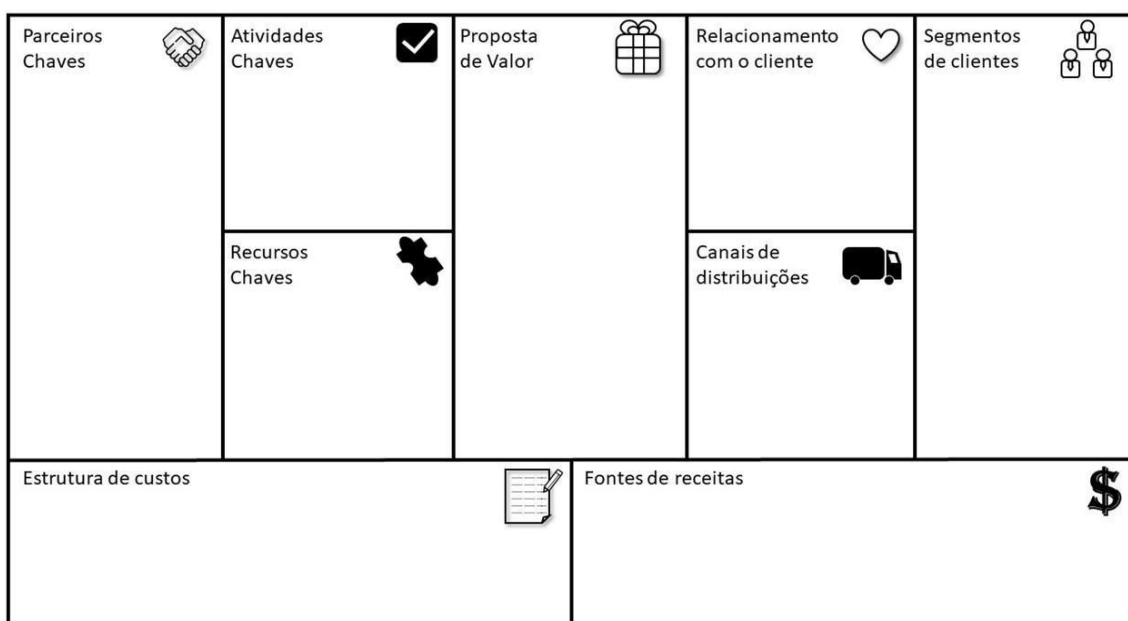 Parceiros
Chaves
Atividades
Chaves
Recursos
Chaves
Proposta
de Valor
Relacionamento
com o cliente
Canais de
distribuições
Segmentos
de clientes
Estrutura de custos
Fontes de receitas
$